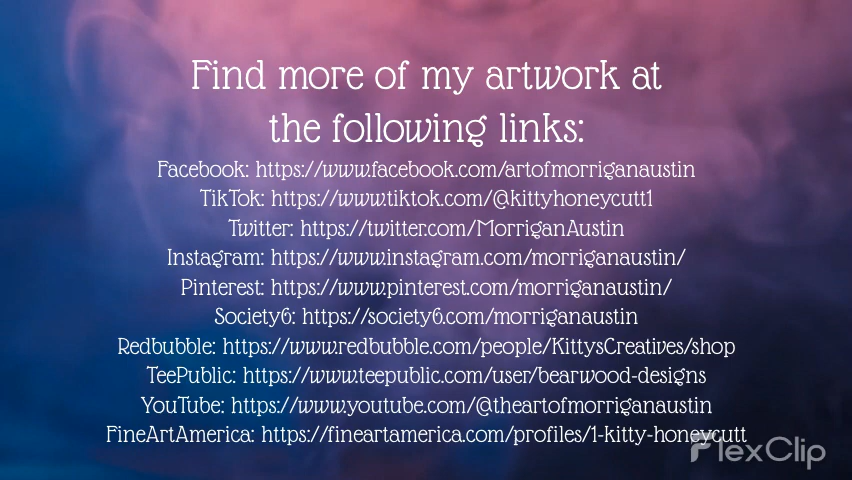 Find more of my artwork at
the following links:
Facebook: https://www.facebook.com/artofmorriganaustin
TikTok: https://www.tiktok.com/@kittyhoneycutt1
Twitter: https://twitter.com/MorriganAustin
Instagram: https://www.instagram.com/morriganaustin/
Pinterest: https://www.pinterest.com/morriganaustin/
Society6: https://society6.com/morriganaustin
Redbubble: https://www.redbubble.com/people/KittysCreatives/shop
TeePublic: https://www.teepublic.com/user/bearwood-designs
YouTube: https://www.youtube.com/@theartofmorriganaustin
FineArtAmerica: https://fineartamerica.com/profiles/1-kitty-honeycutt
FlexClip